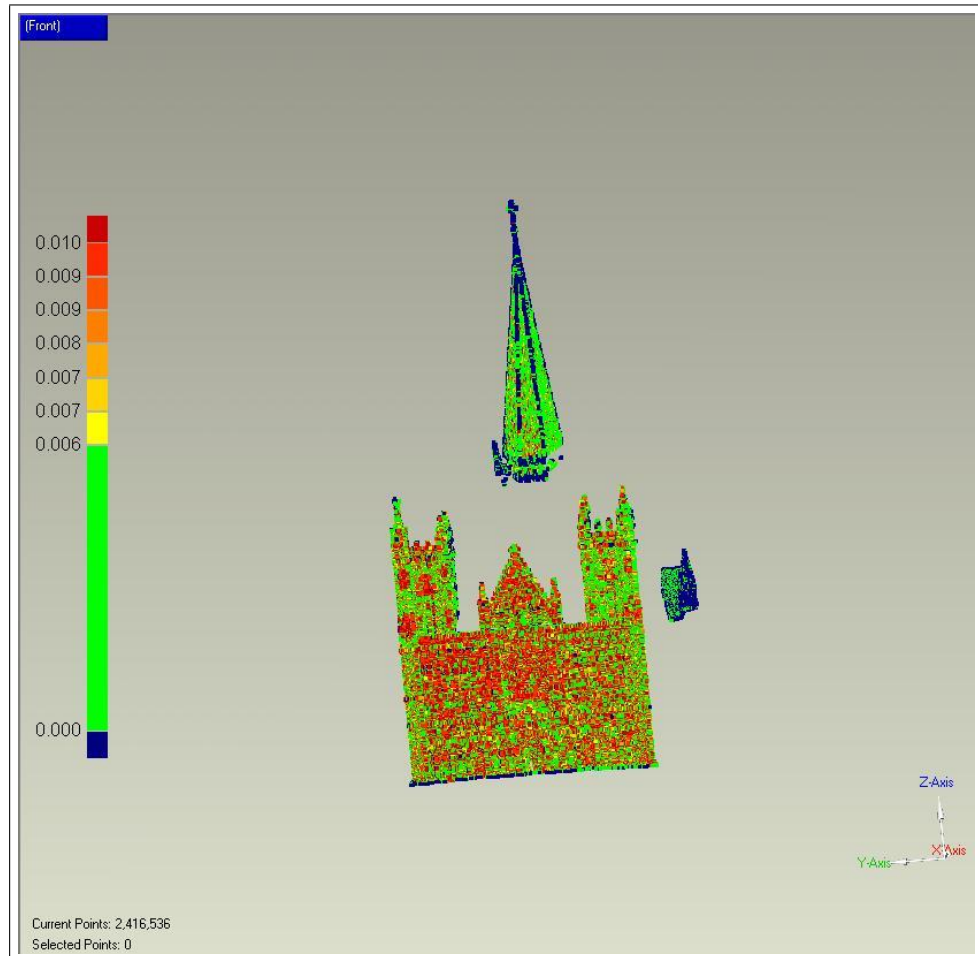 (Front)
0.010
0.009
0.009
0.008
0.007
0.007
0.006
0.000
Z-Axis
X-Axis
Y-Axis
Current Points: 2,416,536
Selected Points: 0